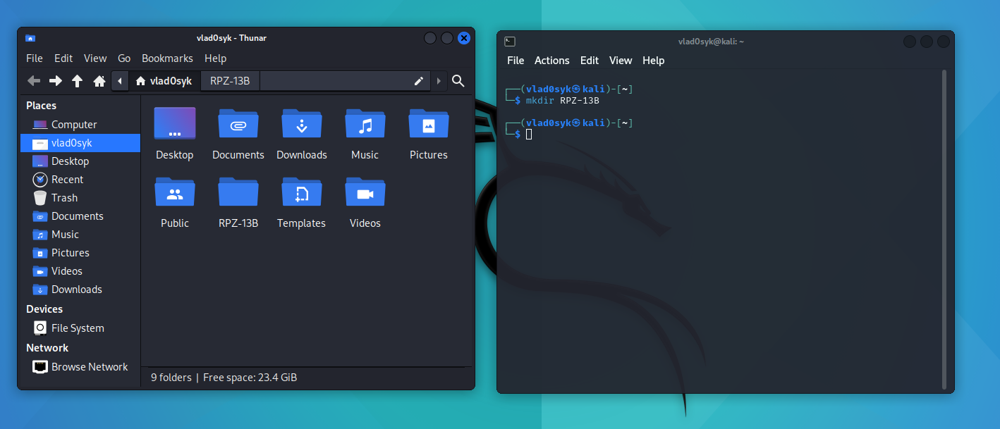 vlad0syk - Thunar
File Edit View Go Bookmarks Help
vlad0syk RPZ-13B
Places
Computer
vlad0syk
Desktop
Recent
Trash
Documents
Music
Pictures
Videos
Downloads
Devices
File System
Network
Browse Network
Desktop Documents Downloads Music Pictures
Public RPZ-13B Templates Videos
9 folders | Free space: 23.4 GiB
vlad0syk@kali: ~
File Actions Edit View Help
┌──(vlad0syk㉿kali)-[~]
└─$ mkdir RPZ-13B
┌──(vlad0syk㉿kali)-[~]
└─$